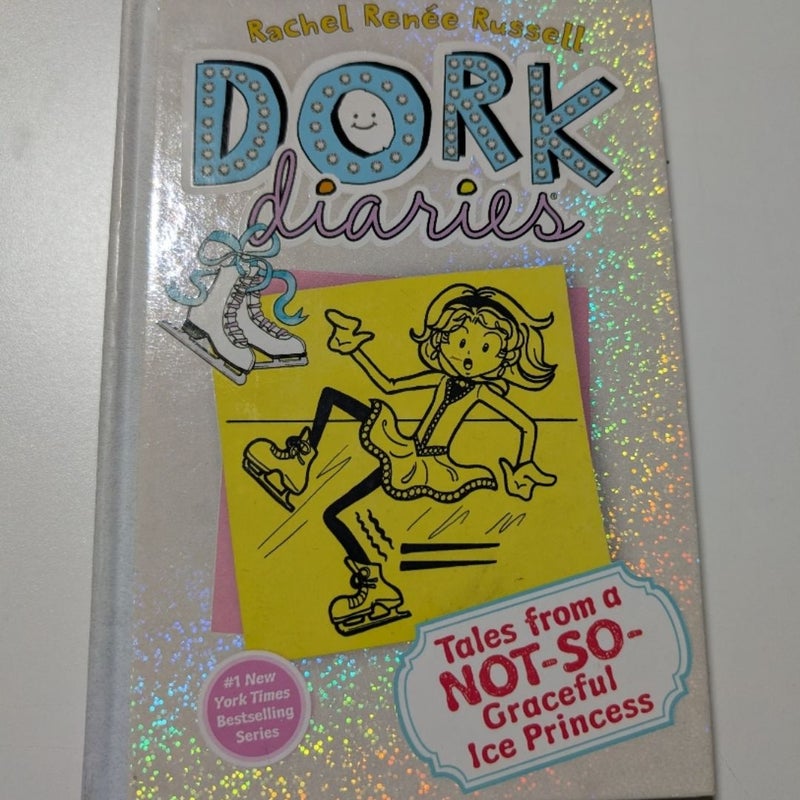 Rachel Renée Russell
DORK
diaries®
#1 New
York Times
Bestselling
Series
Tales from a
NOT-SO-
Graceful
Ice Princess